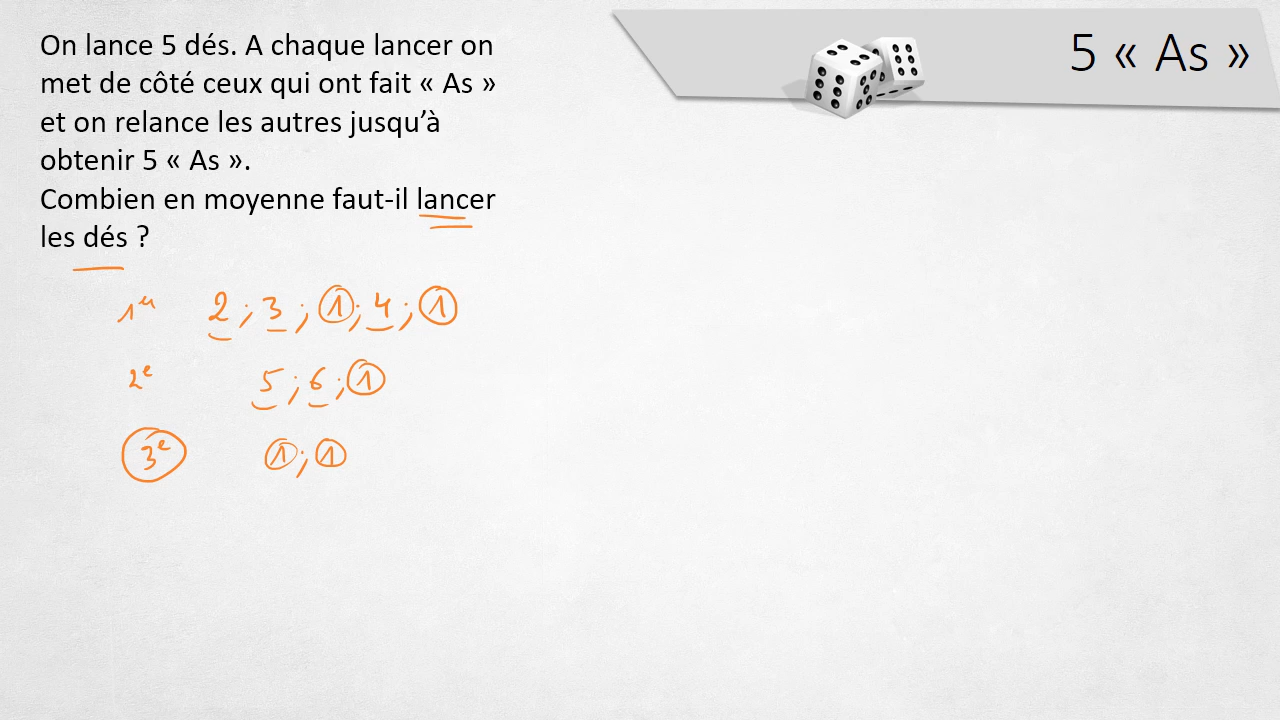 On lance 5 dés. A chaque lancer on
met de côté ceux qui ont fait « As »
et on relance les autres jusqu’à
obtenir 5 « As ».
Combien en moyenne faut-il lancer
les dés ?
5 « As »
1er 2 ; 3 ; 1 ; 4 ; 1
2e 5 ; 6 ; 1
3e 1 ; 1